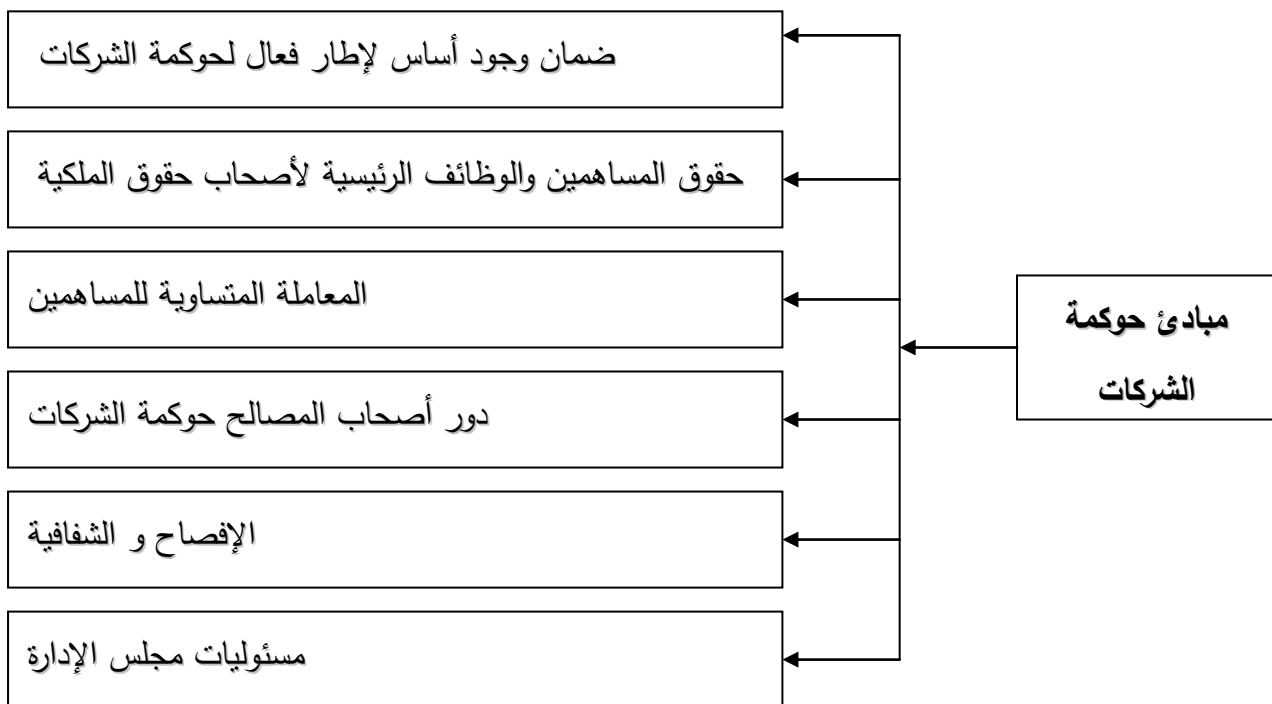 مبادئ حوكمة
الشركات
ضمان وجود أساس لإطار فعال لحوكمة الشركات
حقوق المساهمين والوظائف الرئيسية لأصحاب حقوق الملكية
المعاملة المتساوية للمساهمين
دور أصحاب المصالح حوكمة الشركات
الإفصاح و الشفافية
مسئوليات مجلس الإدارة